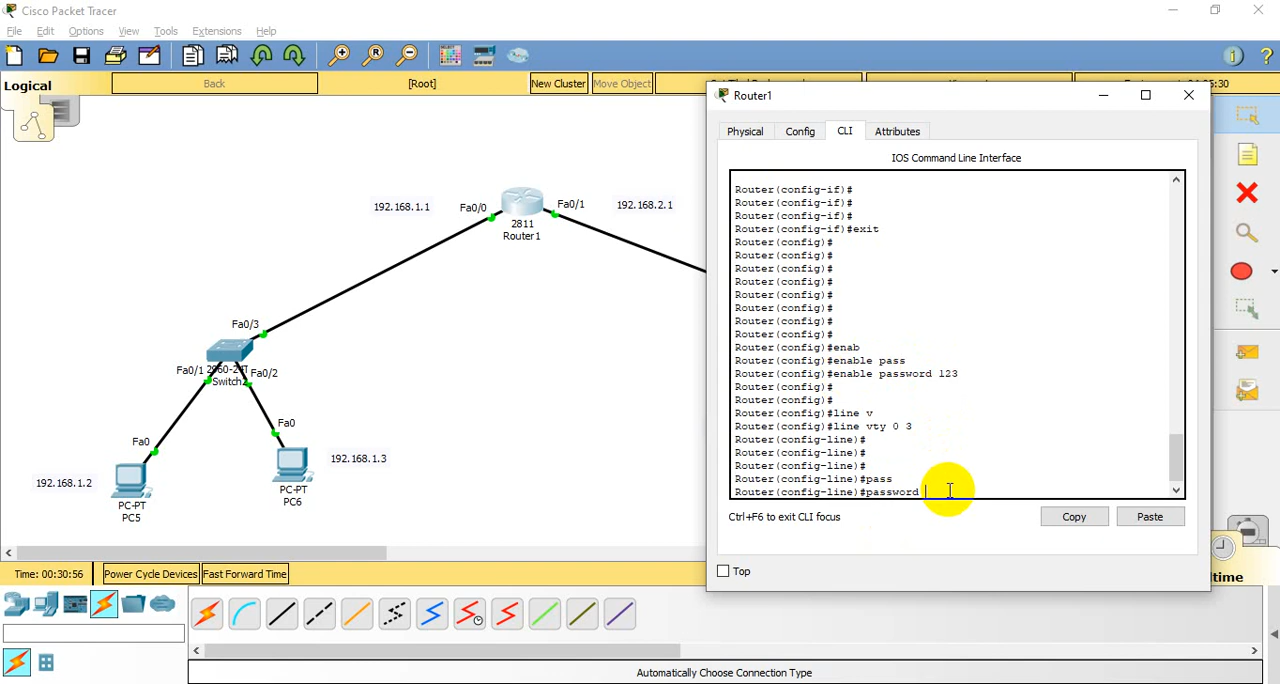 Cisco Packet Tracer
File Edit Options View Tools Extensions Help
Logical
Back
[Root]
New Cluster
Move Object
:30
Router1
Physical Config CLI Attributes
IOS Command Line Interface
Router(config-if)#
Router(config-if)#
Router(config-if)#
Router(config-if)#exit
Router(config)#
Router(config)#
Router(config)#
Router(config)#
Router(config)#
Router(config)#
Router(config)#
Router(config)#
Router(config)#enab
Router(config)#enable pass
Router(config)#enable password 123
Router(config)#
Router(config)#
Router(config)#line v
Router(config)#line vty 0 3
Router(config-line)#
Router(config-line)#
Router(config-line)#
Router(config-line)#pass
Router(config-line)#password
Ctrl+F6 to exit CLI focus
Copy
Paste
Top
192.168.1.1
Fa0/0
Fa0/1
192.168.2.1
2811
Router1
Fa0/3
Fa0/1
2960-24T
Switch2
Fa0/2
Fa0
Fa0
192.168.1.2
PC-PT
PC5
192.168.1.3
PC-PT
PC6
Time: 00:30:56
Power Cycle Devices
Fast Forward Time
ltime
Automatically Choose Connection Type